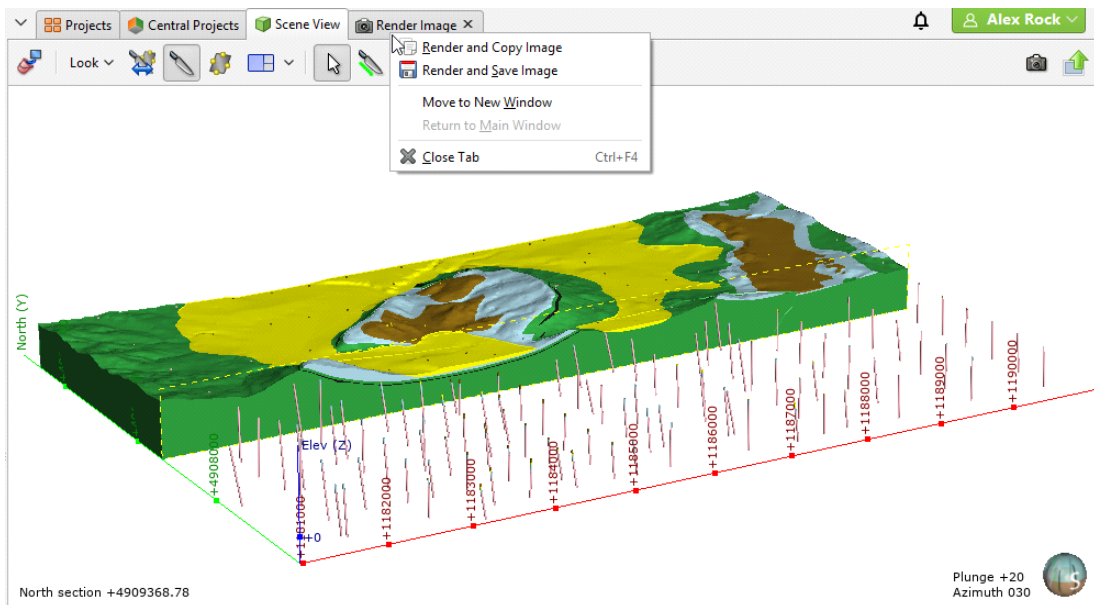 Projects
Central Projects
Scene View
Render Image
Alex Rock
Look
Render and Copy Image
Render and Save Image
Move to New Window
Return to Main Window
Close Tab Ctrl+F4
North (Y)
+4908000
Elev (Z)
+0
+1181000
+1182000
+1183000
+1184000
+1185000
+1186000
+1187000
+1188000
+1189000
+1190000
North section +4909368.78
Plunge +20
Azimuth 030
S